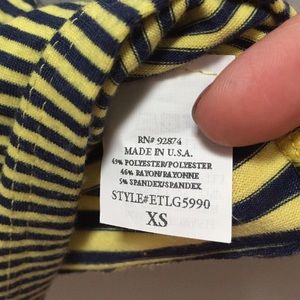 RN# 92874
MADE IN U.S.A.
49% POLYESTER/POLYESTER
46% RAYON/RAYONNE
5% SPANDEX/SPANDEX
STYLE#ETLG5990
XS